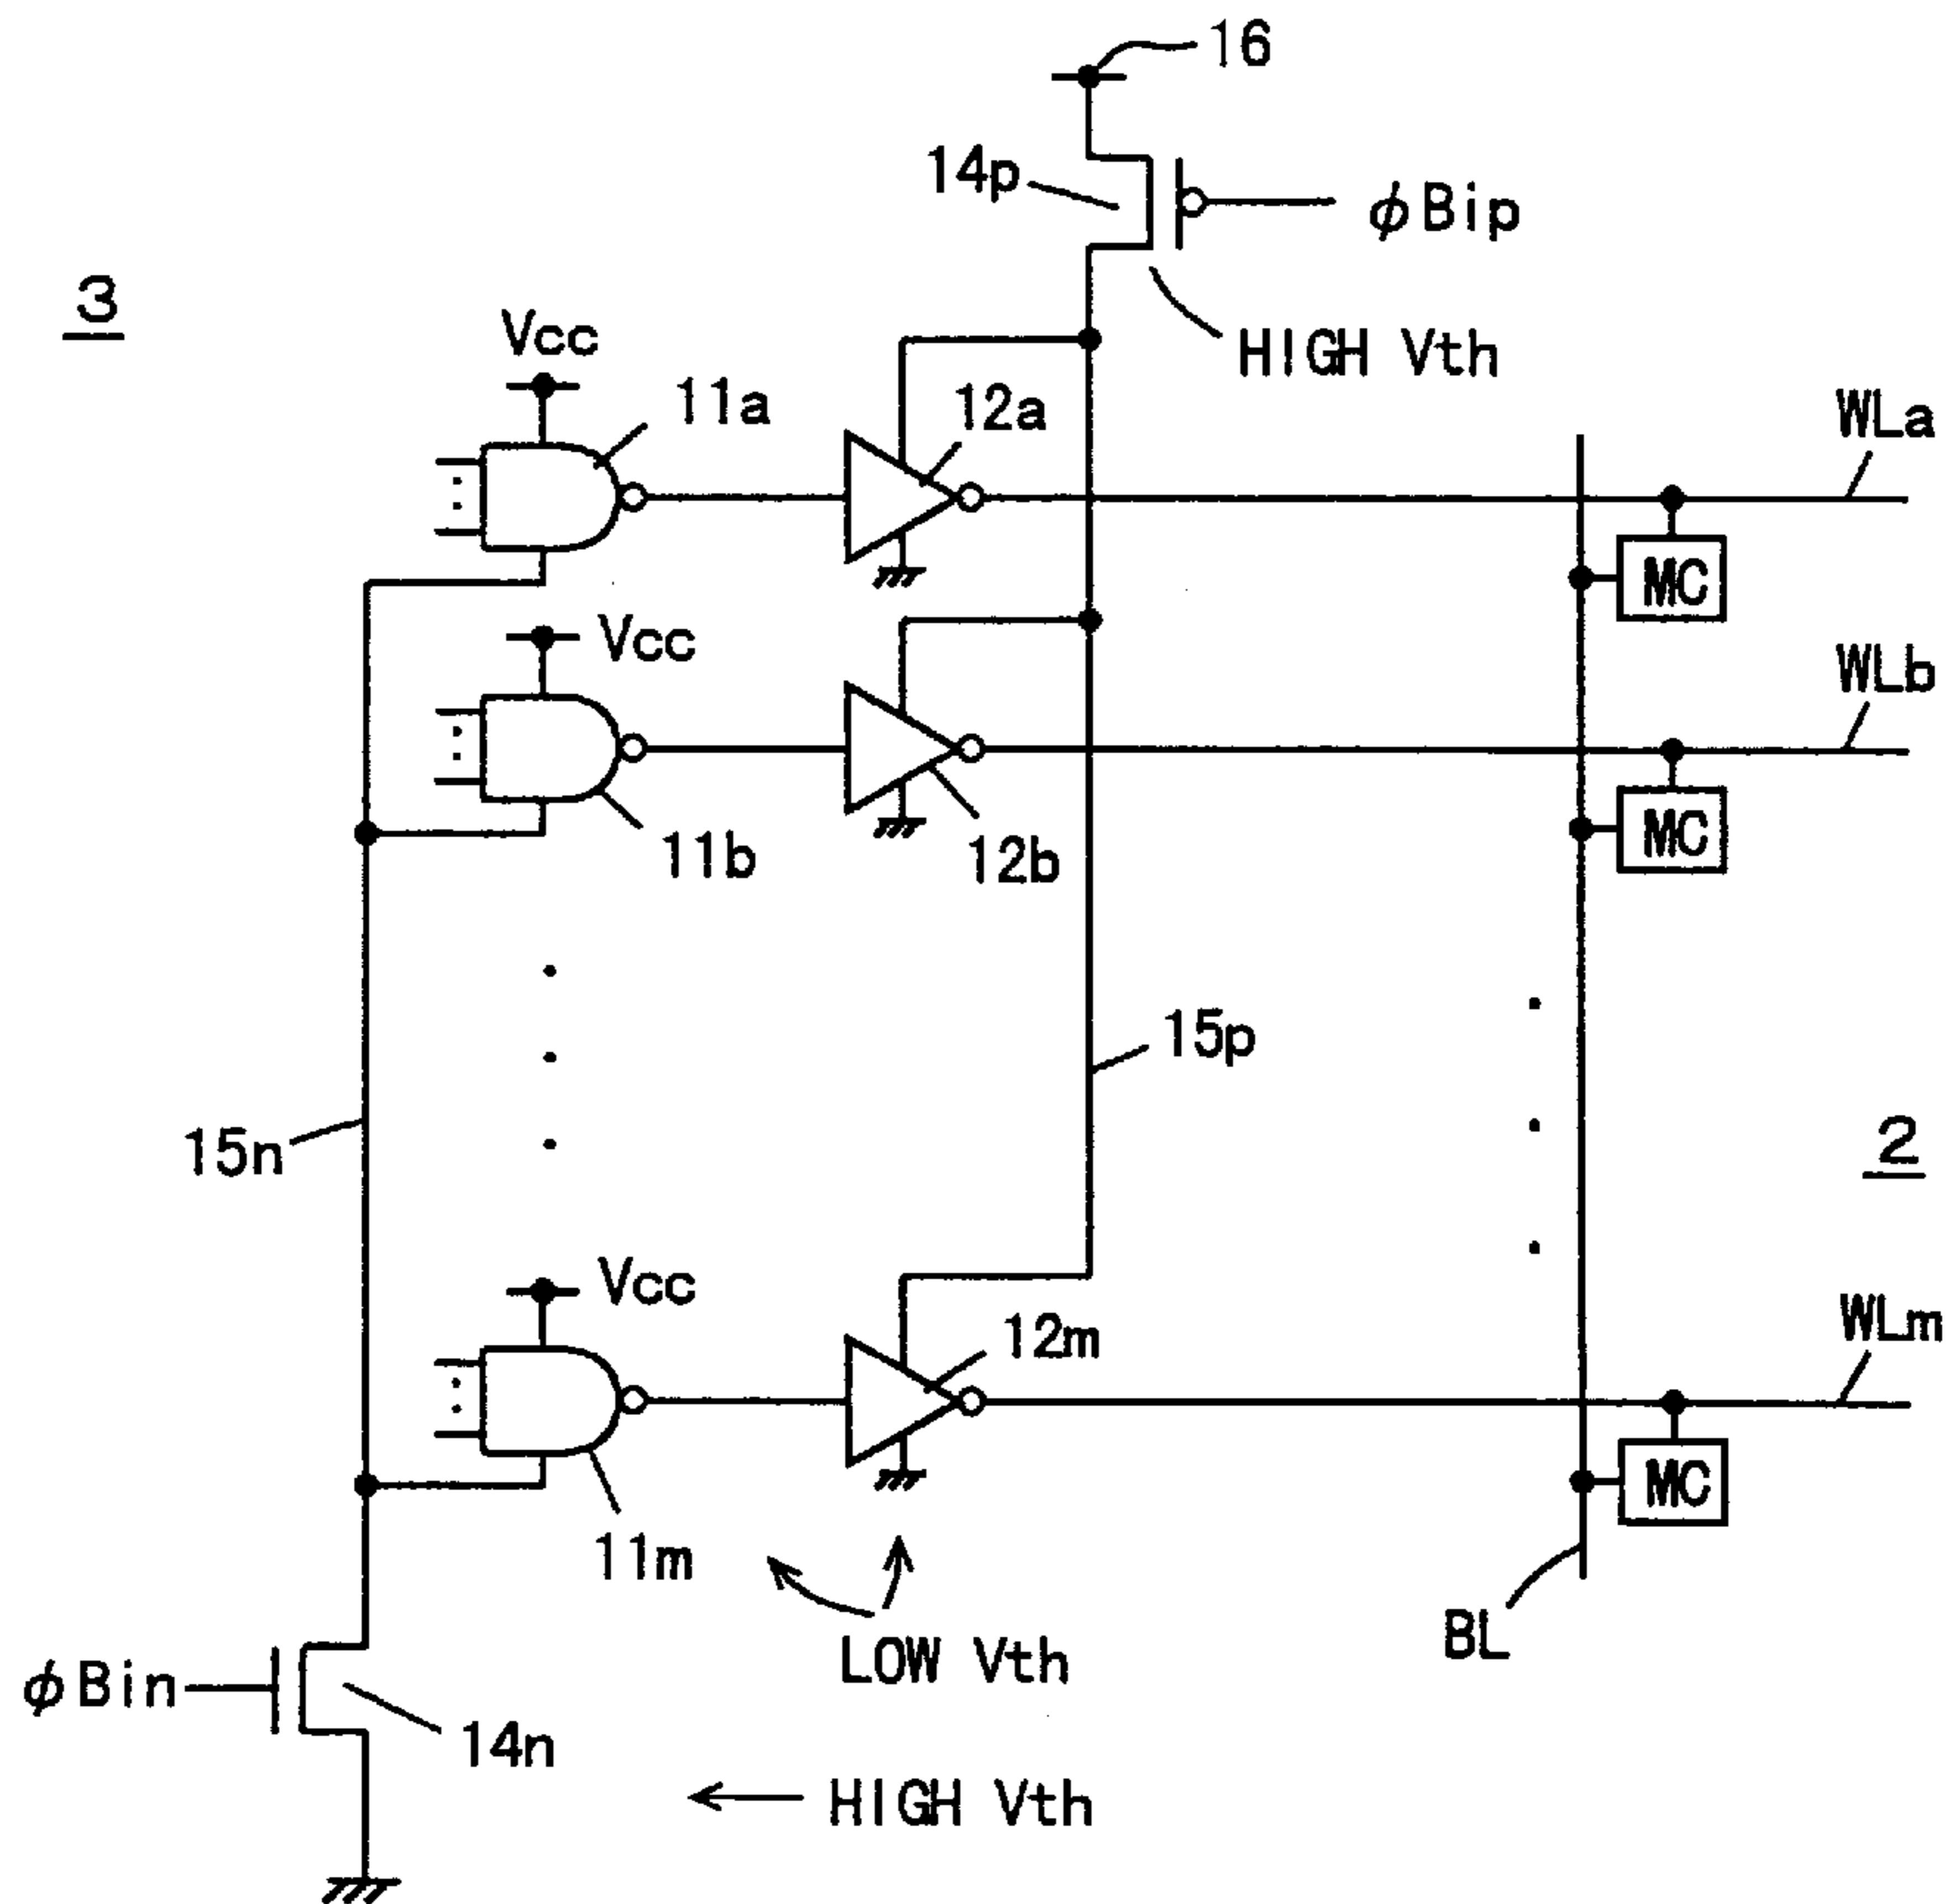 16
14p
φBip
3
HIGH Vth
Vcc
11a
12a
WLa
MC
Vcc
WLb
11b
12b
MC
15p
15n
2
Vcc
12m
WLm
MC
11m
LOW Vth
BL
φBin
14n
HIGH Vth